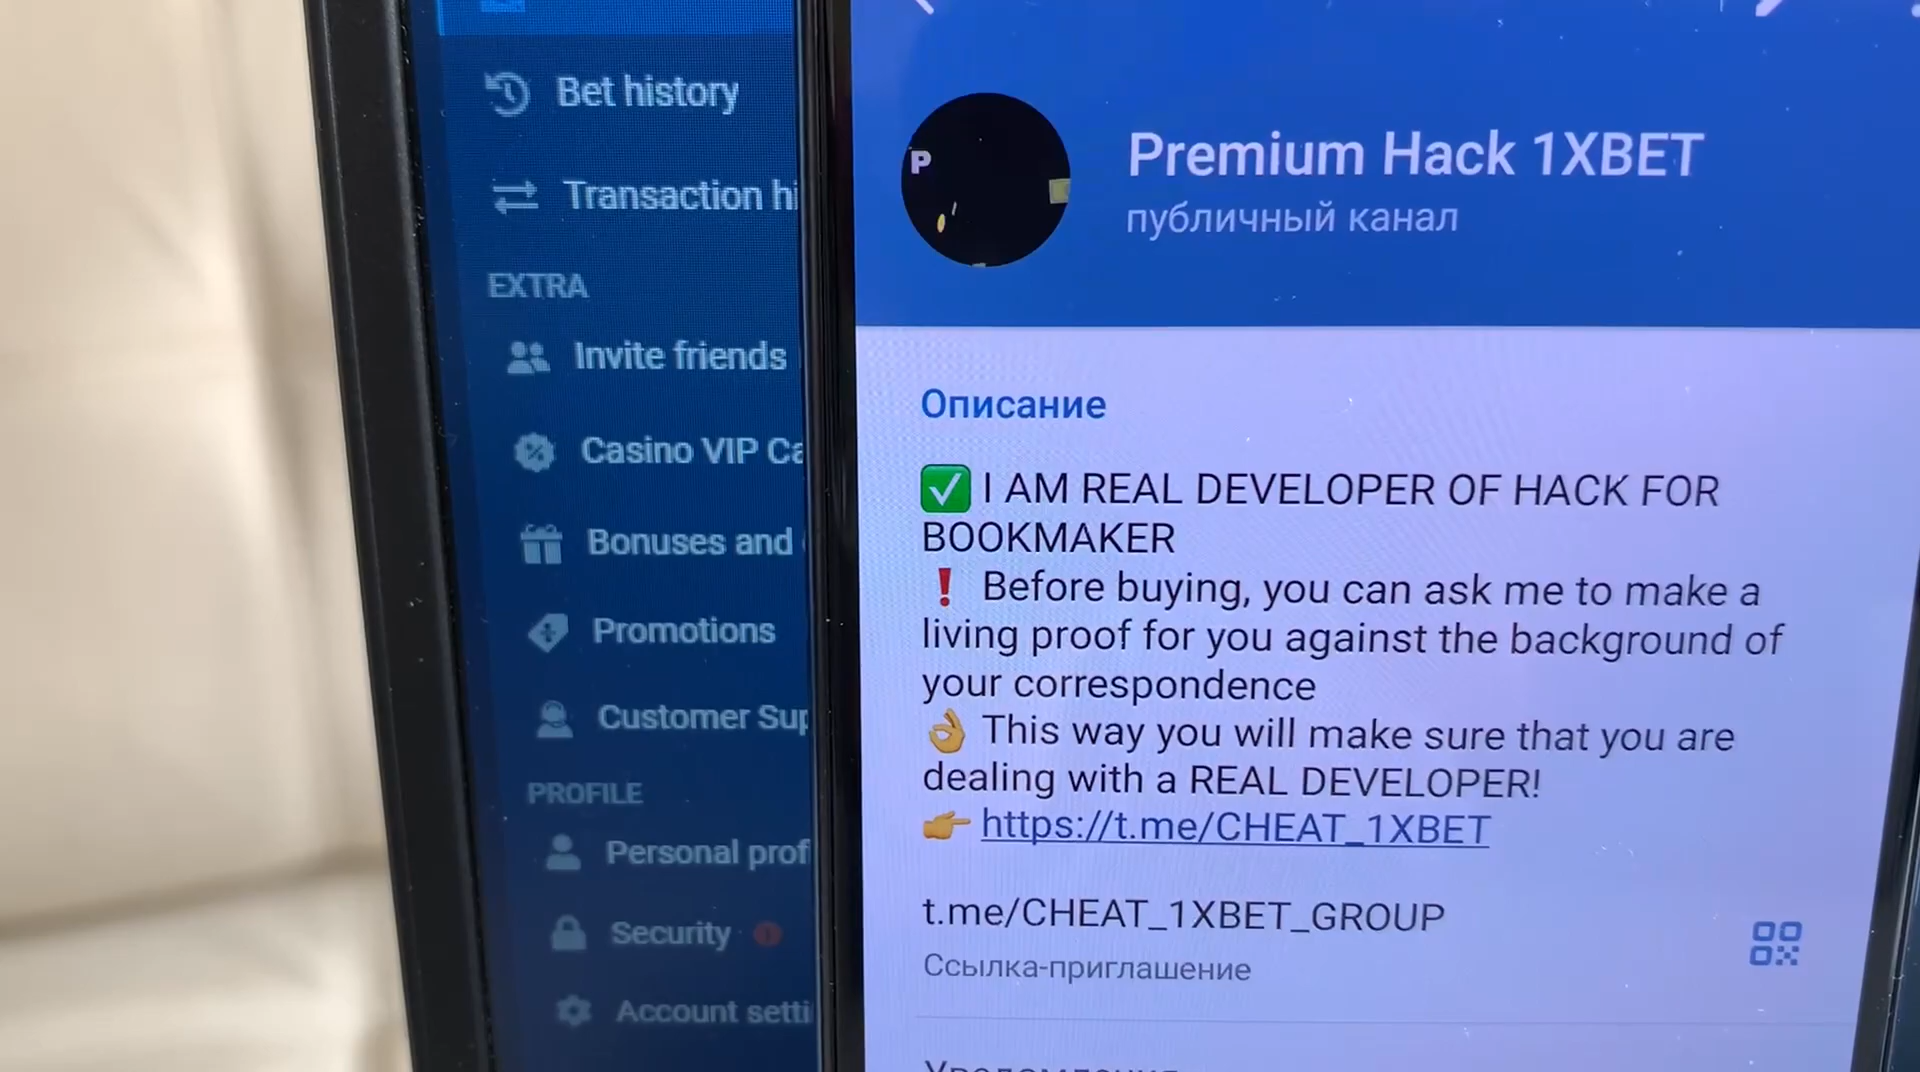 Bet history
Transaction hi
EXTRA
Invite friends
Casino VIP Ca
Bonuses and
Promotions
Customer Sup
PROFILE
Personal prof
Security
Account setti
P
Premium Hack 1XBET
публичный канал
Описание
✅ I AM REAL DEVELOPER OF HACK FOR
BOOKMAKER
❗ Before buying, you can ask me to make a
living proof for you against the background of
your correspondence
👌 This way you will make sure that you are
dealing with a REAL DEVELOPER!
👉 https://t.me/CHEAT_1XBET
t.me/CHEAT_1XBET_GROUP
Ссылка-приглашение